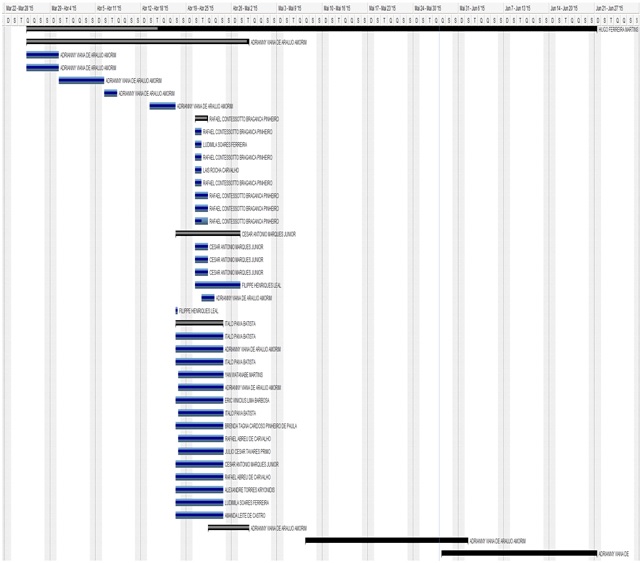 Mar 22 - Mar 28 '15 Mar 29 - Apr 4 '15 Apr 5 - Apr 11 '15 Apr 12 - Apr 18 '15 Apr 19 - Apr 25 '15 Apr 26 - May 2 '15 Mai 3 - Mai 9 '15 Mai 10 - Mai 16 '15 Mai 17 - Mai 23 '15 Mai 24 - Mai 30 '15 Mai 31 - Jun 6 '15 Jun 7 - Jun 13 '15 Jun 14 - Jun 20 '15 Jun 21 - Jun 27 '15
HUGO FERREIRA MARTINS
ADRIANNY VIANA DE ARAUJO AMORIM
ADRIANNY VIANA DE ARAUJO AMORIM
ADRIANNY VIANA DE ARAUJO AMORIM
ADRIANNY VIANA DE ARAUJO AMORIM
ADRIANNY VIANA DE ARAUJO AMORIM
ADRIANNY VIANA DE ARAUJO AMORIM
RAFAEL CONTESSOTTO BRAGANCA PINHEIRO
RAFAEL CONTESSOTTO BRAGANCA PINHEIRO
LUDMILA SOARES FERREIRA
RAFAEL CONTESSOTTO BRAGANCA PINHEIRO
LAIS ROCHA CARVALHO
RAFAEL CONTESSOTTO BRAGANCA PINHEIRO
RAFAEL CONTESSOTTO BRAGANCA PINHEIRO
RAFAEL CONTESSOTTO BRAGANCA PINHEIRO
RAFAEL CONTESSOTTO BRAGANCA PINHEIRO
CESAR ANTONIO MARQUES JUNIOR
CESAR ANTONIO MARQUES JUNIOR
CESAR ANTONIO MARQUES JUNIOR
CESAR ANTONIO MARQUES JUNIOR
FILIPPE HENRIQUES LEAL
ADRIANNY VIANA DE ARAUJO AMORIM
FILIPPE HENRIQUES LEAL
ITALO PAIVA BATISTA
ITALO PAIVA BATISTA
ADRIANNY VIANA DE ARAUJO AMORIM
ITALO PAIVA BATISTA
YAN WATANABE MARTINS
ADRIANNY VIANA DE ARAUJO AMORIM
ERIC VINICIUS LIMA BARBOSA
ITALO PAIVA BATISTA
BRENDA TAGNA CARDOSO PINHEIRO DE PAULA
RAFAEL ABREU DE CARVALHO
JULIO CESAR TAVARES PRIMO
CESAR ANTONIO MARQUES JUNIOR
RAFAEL ABREU DE CARVALHO
ALEXANDRE TORRES KRYONIDIS
LUDMILA SOARES FERREIRA
AMANDA LEITE DE CASTRO
ADRIANNY VIANA DE ARAUJO AMORIM
ADRIANNY VIANA DE ARAUJO AMORIM
ADRIANNY VIANA DE